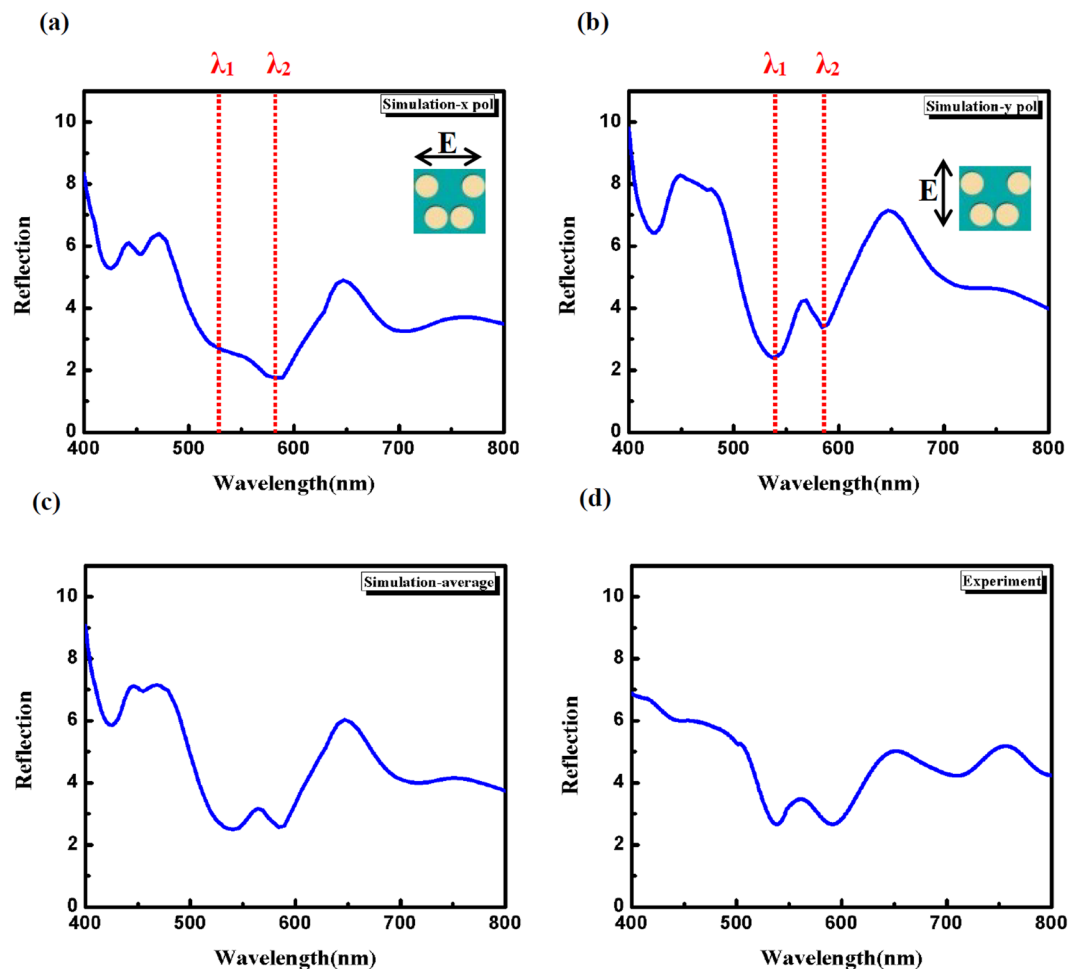 (a)
λ1 λ2
Simulation-x pol
E
10
8
6
4
2
0
400 500 600 700 800
Reflection
Wavelength(nm)
(b)
λ1 λ2
Simulation-y pol
E
10
8
6
4
2
0
400 500 600 700 800
Reflection
Wavelength(nm)
(c)
Simulation-average
10
8
6
4
2
0
400 500 600 700 800
Reflection
Wavelength(nm)
(d)
Experiment
10
8
6
4
2
0
400 500 600 700 800
Reflection
Wavelength(nm)